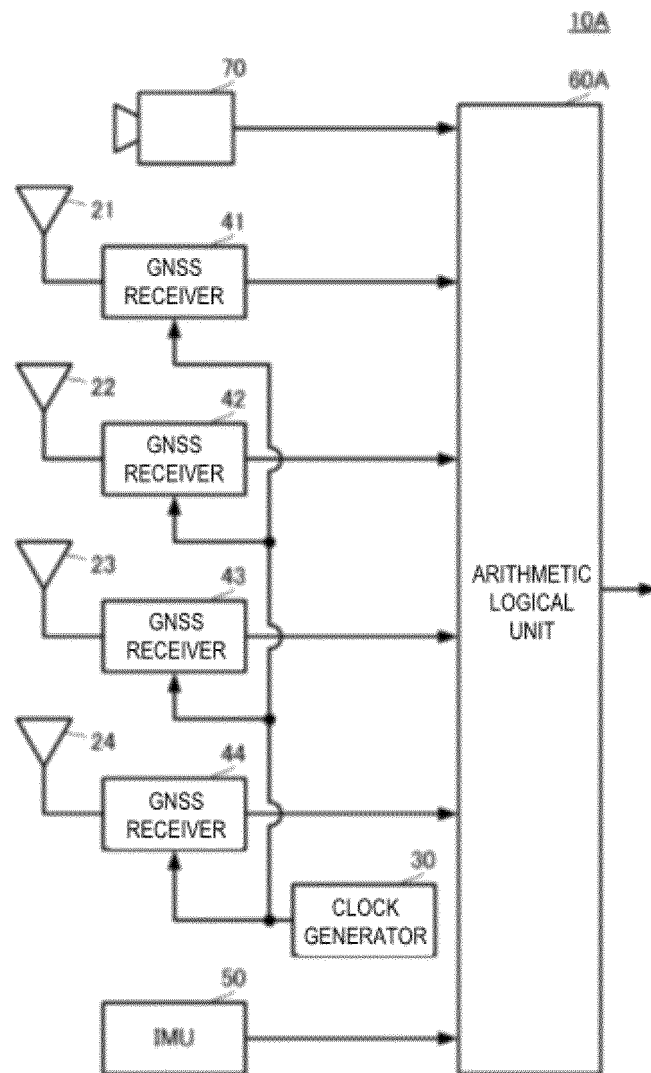 10A
70
60A
21
41
GNSS
RECEIVER
22
42
GNSS
RECEIVER
23
43
GNSS
RECEIVER
ARITHMETIC
LOGICAL
UNIT
24
44
GNSS
RECEIVER
30
CLOCK
GENERATOR
50
IMU